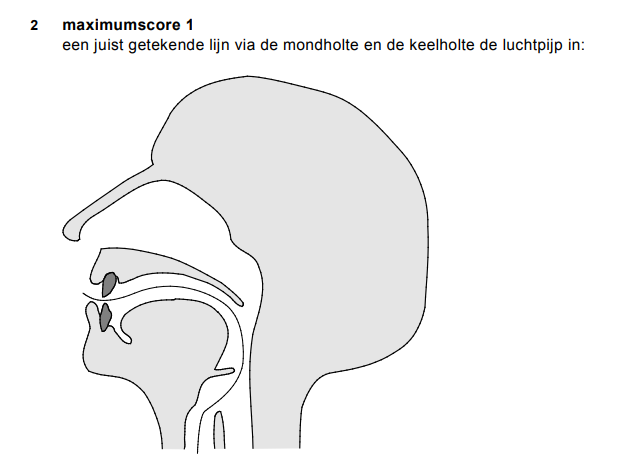 2 maximumscore 1
een juist getekende lijn via de mondholte en de keelholte de luchtpijp in: